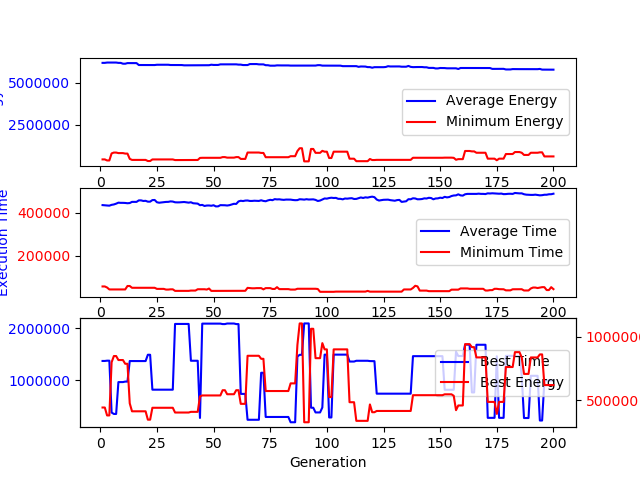 5000000
2500000
Average Energy
Minimum Energy
0 25 50 75 100 125 150 175 200
Execution Time
400000
200000
Average Time
Minimum Time
0 25 50 75 100 125 150 175 200
2000000
1000000
Best Time
Best Energy
1000000
500000
0 25 50 75 100 125 150 175 200
Generation